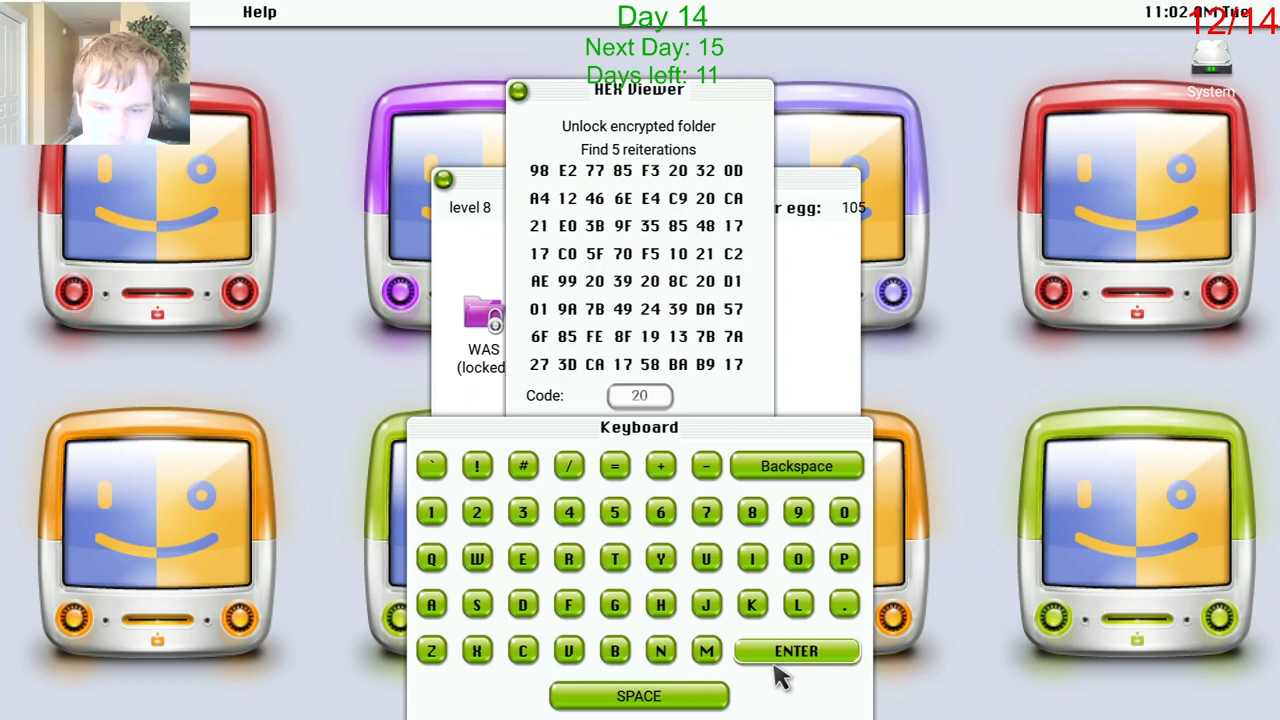 Help
11:02 AM Tue
12/14
Day 14
Next Day: 15
Days left: 11
System
HEX Viewer
Unlock encrypted folder
Find 5 reiterations
98 E2 77 85 F3 20 32 0D
A4 12 46 6E E4 C9 20 CA
21 E0 3B 9F 35 85 48 17
17 C0 5F 70 F5 10 21 C2
AE 99 20 39 20 8C 20 D1
01 9A 7B 49 24 39 DA 57
6F 85 FE 8F 19 13 7B 7A
27 3D CA 17 58 BA B9 17
Code: 20
level 8
r egg: 105
WAS
(locked
Keyboard
` ! # / = + - Backspace
1 2 3 4 5 6 7 8 9 0
Q W E R T Y U I O P
A S D F G H J K L .
Z X C V B N M ENTER
SPACE